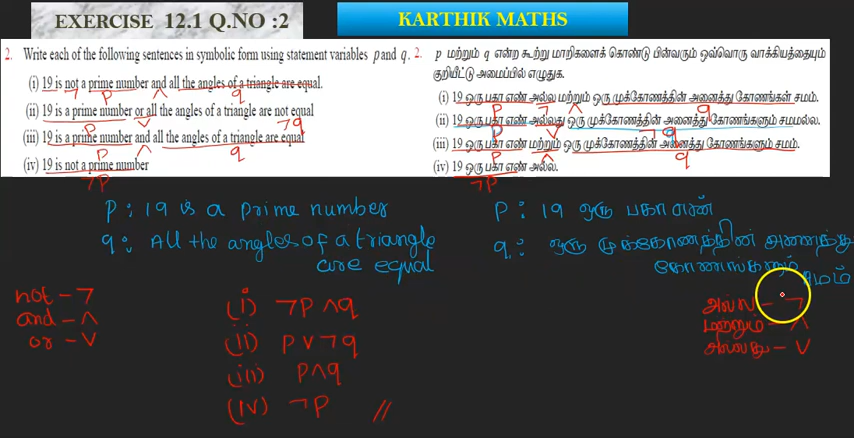 EXERCISE 12.1 Q.NO :2
KARTHIK MATHS
2. Write each of the following sentences in symbolic form using statement variables p and q.
(i) 19 is not a prime number and all the angles of a triangle are equal.
¬ p ∧ q
(ii) 19 is a prime number or all the angles of a triangle are not equal
p ∨ ¬q
(iii) 19 is a prime number and all the angles of a triangle are equal
p ∧ q
(iv) 19 is not a prime number
¬p
2. p மற்றும் q என்ற கூற்று மாறிகளைக் கொண்டு பின்வரும் ஒவ்வொரு வாக்கியத்தையும்
குறியீட்டு அமைப்பில் எழுதுக.
(i) 19 ஒரு பகா எண் அல்ல மற்றும் ஒரு முக்கோணத்தின் அனைத்து கோணங்கள் சமம்.
p ¬ ∧ q
(ii) 19 ஒரு பகா எண் அல்லது ஒரு முக்கோணத்தின் அனைத்து கோணங்களும் சமமல்ல.
p ∨ ¬q
(iii) 19 ஒரு பகா எண் மற்றும் ஒரு முக்கோணத்தின் அனைத்து கோணங்களும் சமம்.
p ∧ q
(iv) 19 ஒரு பகா எண் அல்ல.
¬p
p : 19 is a prime number
q : All the angles of a triangle
are equal
p : 19 ஒரு பகா எண்
q : ஒரு முக்கோணத்தின் அனைத்து
கோணங்களும் சமம்
not - ¬
and - ∧
or - ∨
(i) ¬p ∧ q
(ii) p ∨ ¬q
(iii) p ∧ q
(iv) ¬p //
அல்ல - ¬
மற்றும் - ∧
அல்லது - ∨